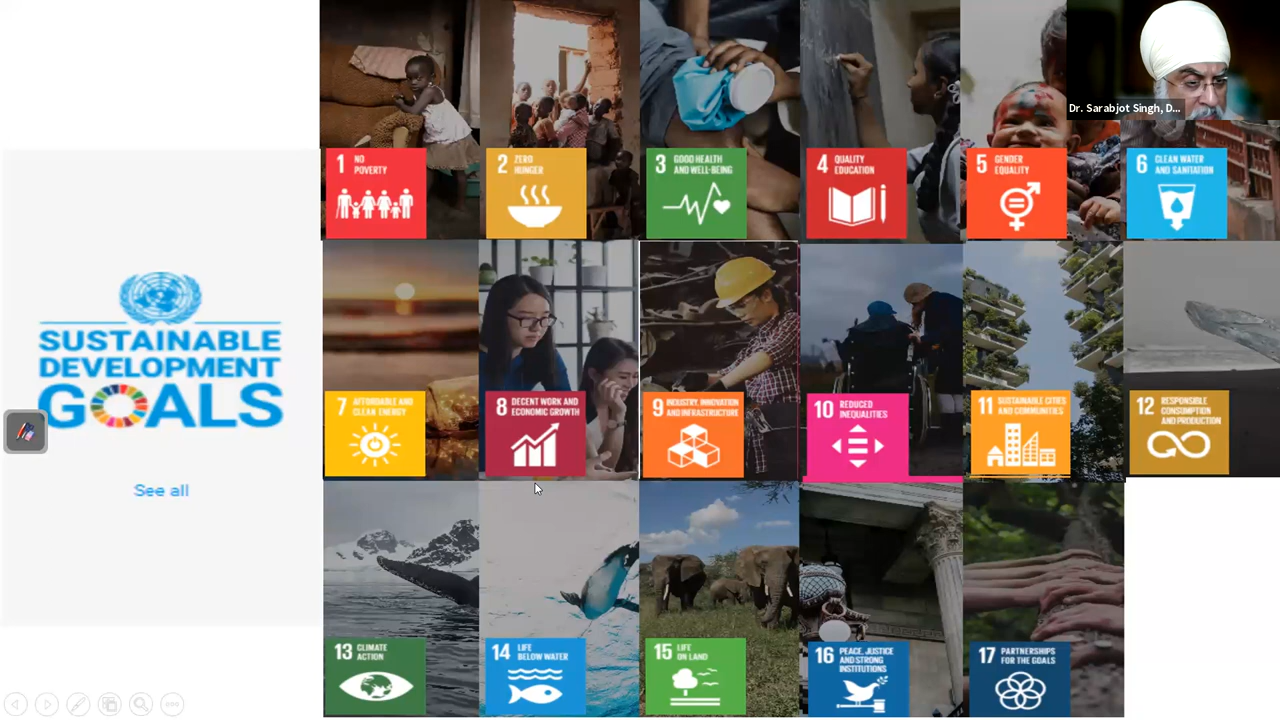 Dr. Sarabjot Singh, D...
1 NO
POVERTY
2 ZERO
HUNGER
3 GOOD HEALTH
AND WELL-BEING
4 QUALITY
EDUCATION
5 GENDER
EQUALITY
6 CLEAN WATER
AND SANITATION
SUSTAINABLE
DEVELOPMENT
GOALS
See all
7 AFFORDABLE AND
CLEAN ENERGY
8 DECENT WORK AND
ECONOMIC GROWTH
9 INDUSTRY, INNOVATION
AND INFRASTRUCTURE
10 REDUCED
INEQUALITIES
11 SUSTAINABLE CITIES
AND COMMUNITIES
12 RESPONSIBLE
CONSUMPTION
AND PRODUCTION
13 CLIMATE
ACTION
14 LIFE
BELOW WATER
15 LIFE
ON LAND
16 PEACE, JUSTICE
AND STRONG
INSTITUTIONS
17 PARTNERSHIPS
FOR THE GOALS